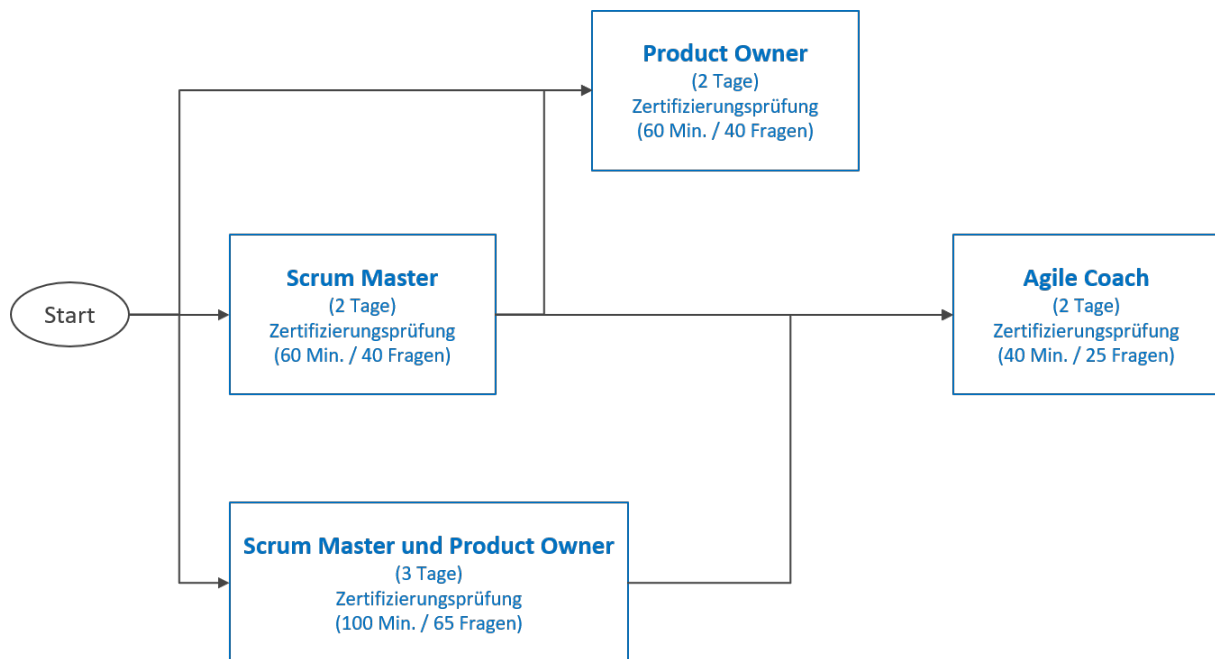 Product Owner
(2 Tage)
Zertifizierungsprüfung
(60 Min. / 40 Fragen)
Start
Scrum Master
(2 Tage)
Zertifizierungsprüfung
(60 Min. / 40 Fragen)
Agile Coach
(2 Tage)
Zertifizierungsprüfung
(40 Min. / 25 Fragen)
Scrum Master und Product Owner
(3 Tage)
Zertifizierungsprüfung
(100 Min. / 65 Fragen)